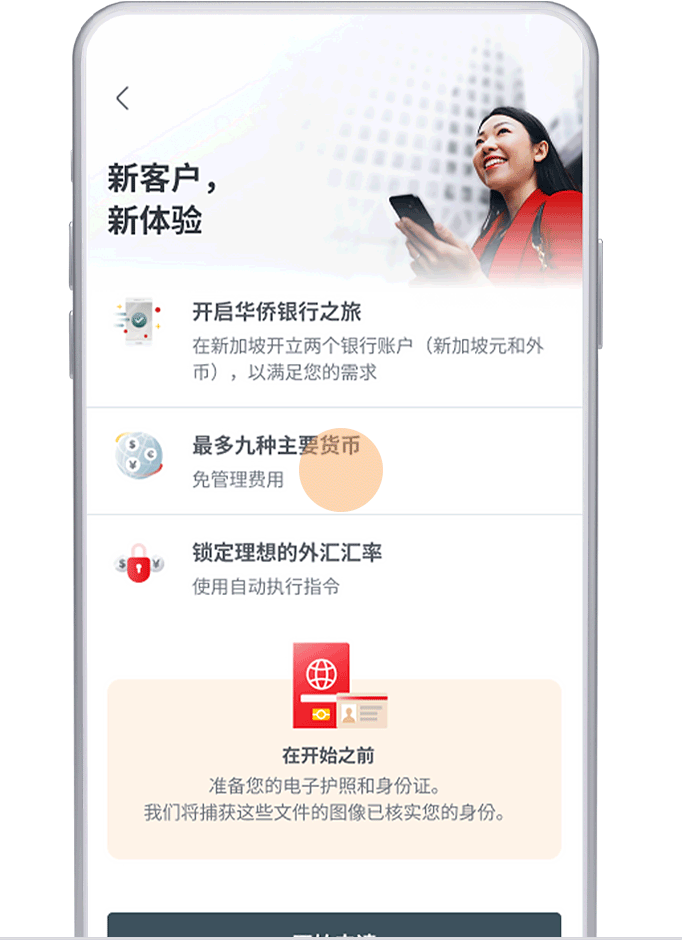 新客户，
新体验
开启华侨银行之旅
在新加坡开立两个银行账户（新加坡元和外
币），以满足您的需求
最多九种主要货币
免管理费用
锁定理想的外汇汇率
使用自动执行指令
在开始之前
准备您的电子护照和身份证。
我们将捕获这些文件的图像已核实您的身份。